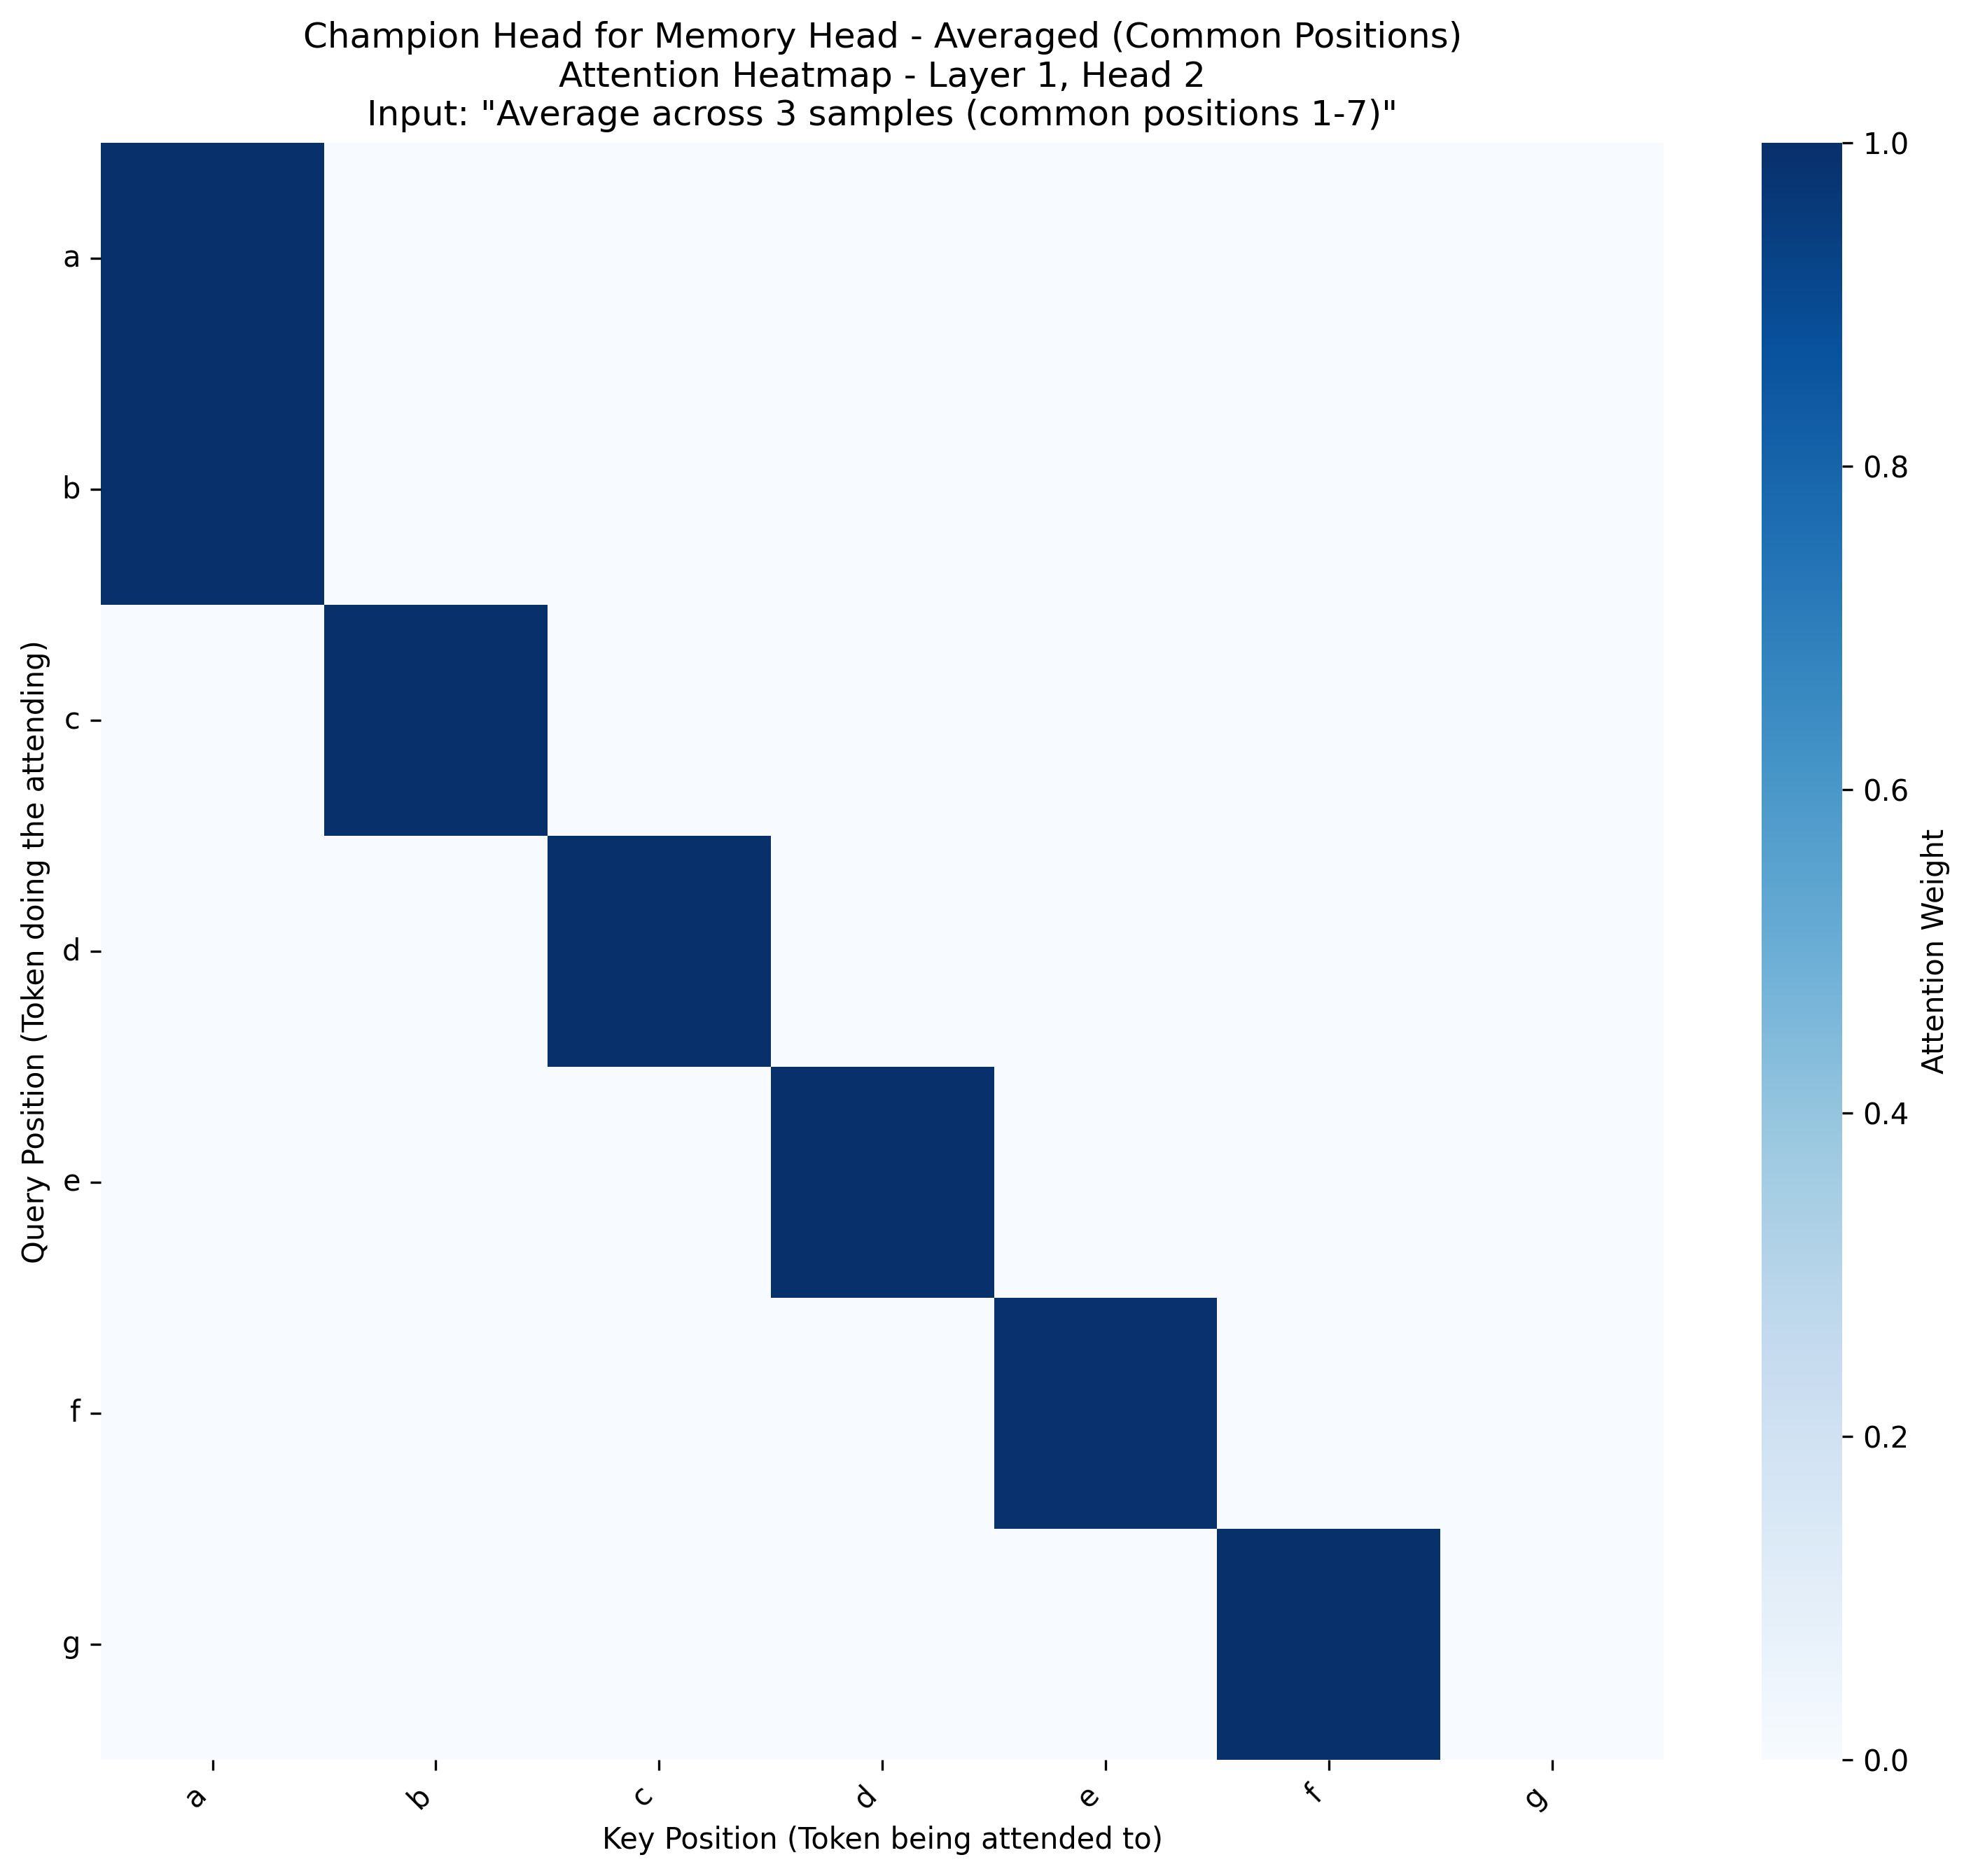 Champion Head for Memory Head - Averaged (Common Positions)
Attention Heatmap - Layer 1, Head 2
Input: "Average across 3 samples (common positions 1-7)"
Query Position (Token doing the attending)
a
b
c
d
e
f
g
a
b
c
d
e
f
g
Key Position (Token being attended to)
1.0
0.8
0.6
0.4
0.2
0.0
Attention Weight